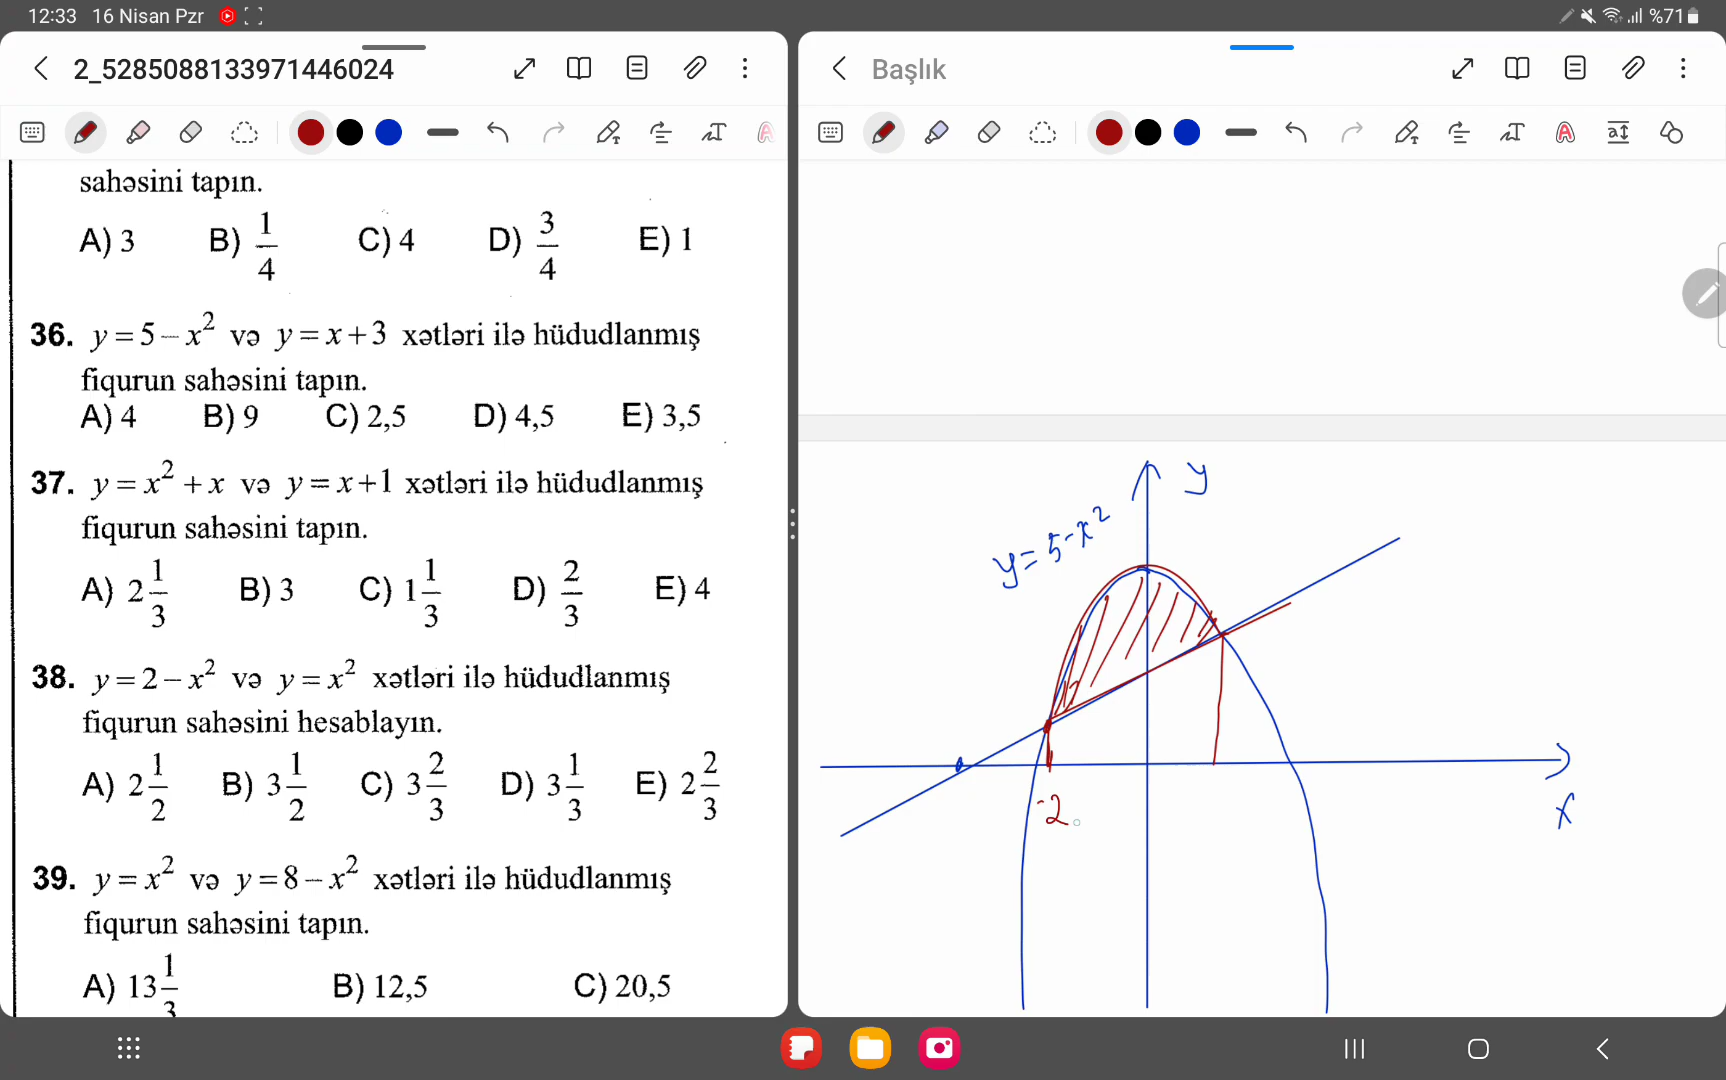 12:33 16 Nisan Pzr
%71
2_5285088133971446024
sahəsini tapın.
A) 3 B) 1/4 C) 4 D) 3/4 E) 1
36. y = 5 − x² və y = x + 3 xətləri ilə hüdudlanmış
fiqurun sahəsini tapın.
A) 4 B) 9 C) 2,5 D) 4,5 E) 3,5
37. y = x² + x və y = x + 1 xətləri ilə hüdudlanmış
fiqurun sahəsini tapın.
A) 2 1/3 B) 3 C) 1 1/3 D) 2/3 E) 4
38. y = 2 − x² və y = x² xətləri ilə hüdudlanmış
fiqurun sahəsini hesablayın.
A) 2 1/2 B) 3 1/2 C) 3 2/3 D) 3 1/3 E) 2 2/3
39. y = x² və y = 8 − x² xətləri ilə hüdudlanmış
fiqurun sahəsini tapın.
A) 13 1/3 B) 12,5 C) 20,5
Başlık
y
y = 5 - x²
-2
x